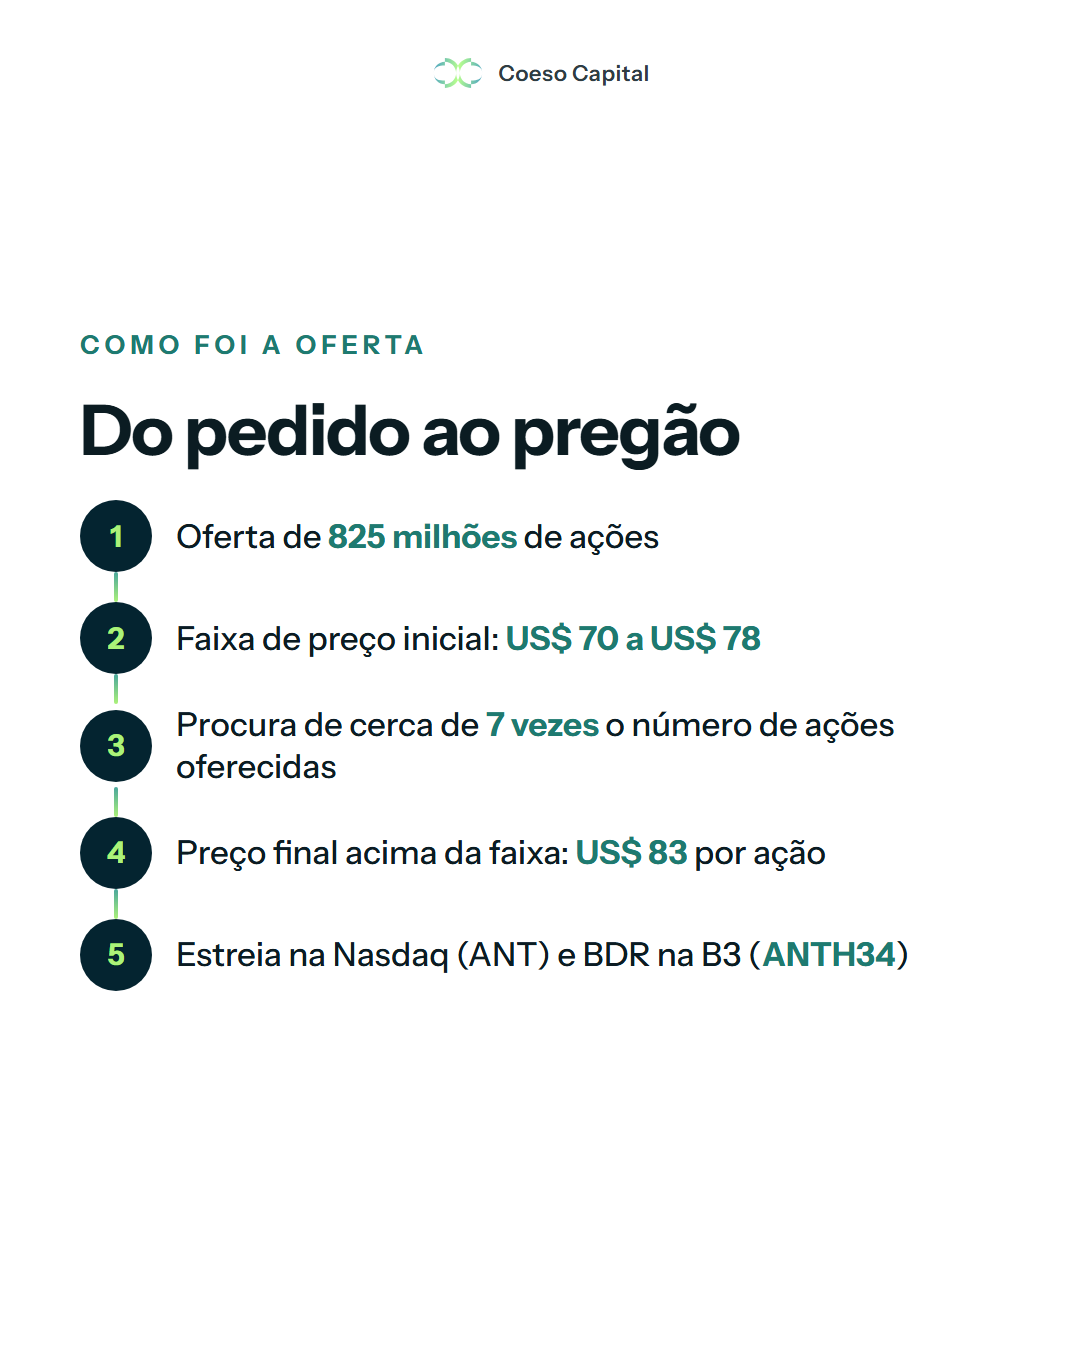 Coeso Capital
COMO FOI A OFERTA
Do pedido ao pregão
1 Oferta de 825 milhões de ações
2 Faixa de preço inicial: US$ 70 a US$ 78
3 Procura de cerca de 7 vezes o número de ações
oferecidas
4 Preço final acima da faixa: US$ 83 por ação
5 Estreia na Nasdaq (ANT) e BDR na B3 (ANTH34)